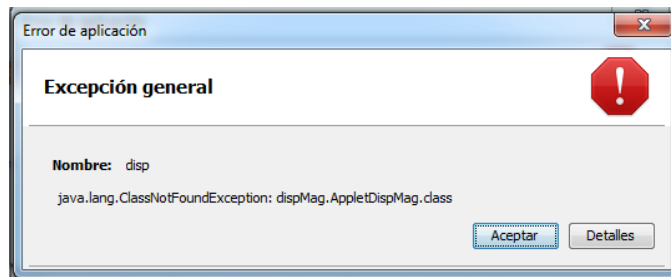 Error de aplicación
Excepción general
Nombre: disp
java.lang.ClassNotFoundException: dispMag.AppletDispMag.class
Aceptar Detalles